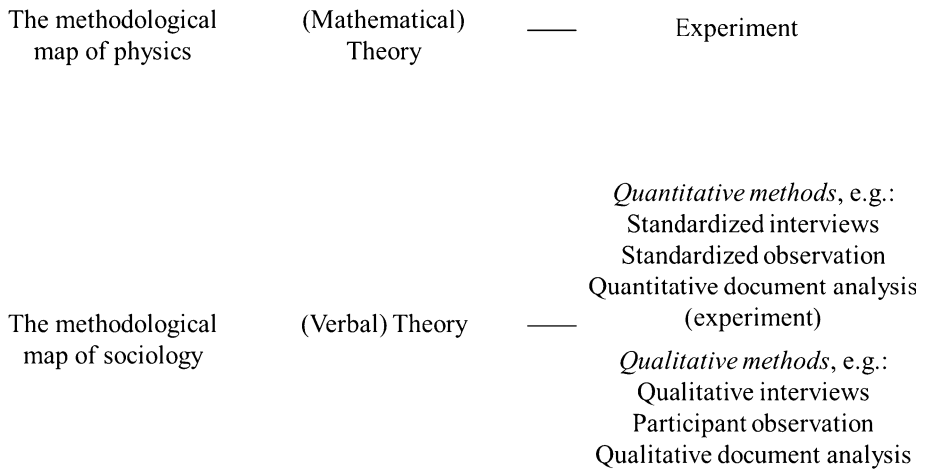 The methodological
map of physics
(Mathematical)
Theory
Experiment
The methodological
map of sociology
(Verbal) Theory
Quantitative methods, e.g.:
Standardized interviews
Standardized observation
Quantitative document analysis
(experiment)
Qualitative methods, e.g.:
Qualitative interviews
Participant observation
Qualitative document analysis